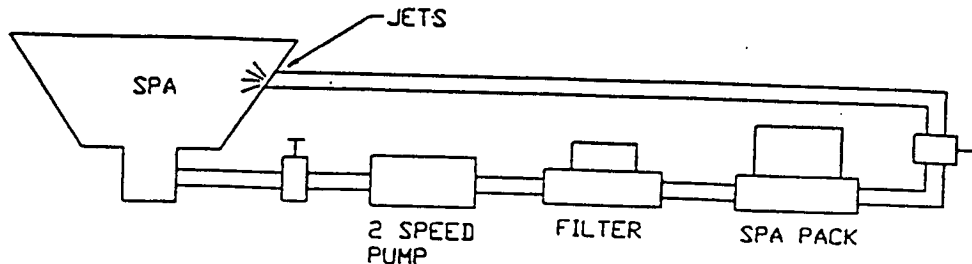 JETS
SPA
2 SPEED
PUMP
FILTER
SPA PACK